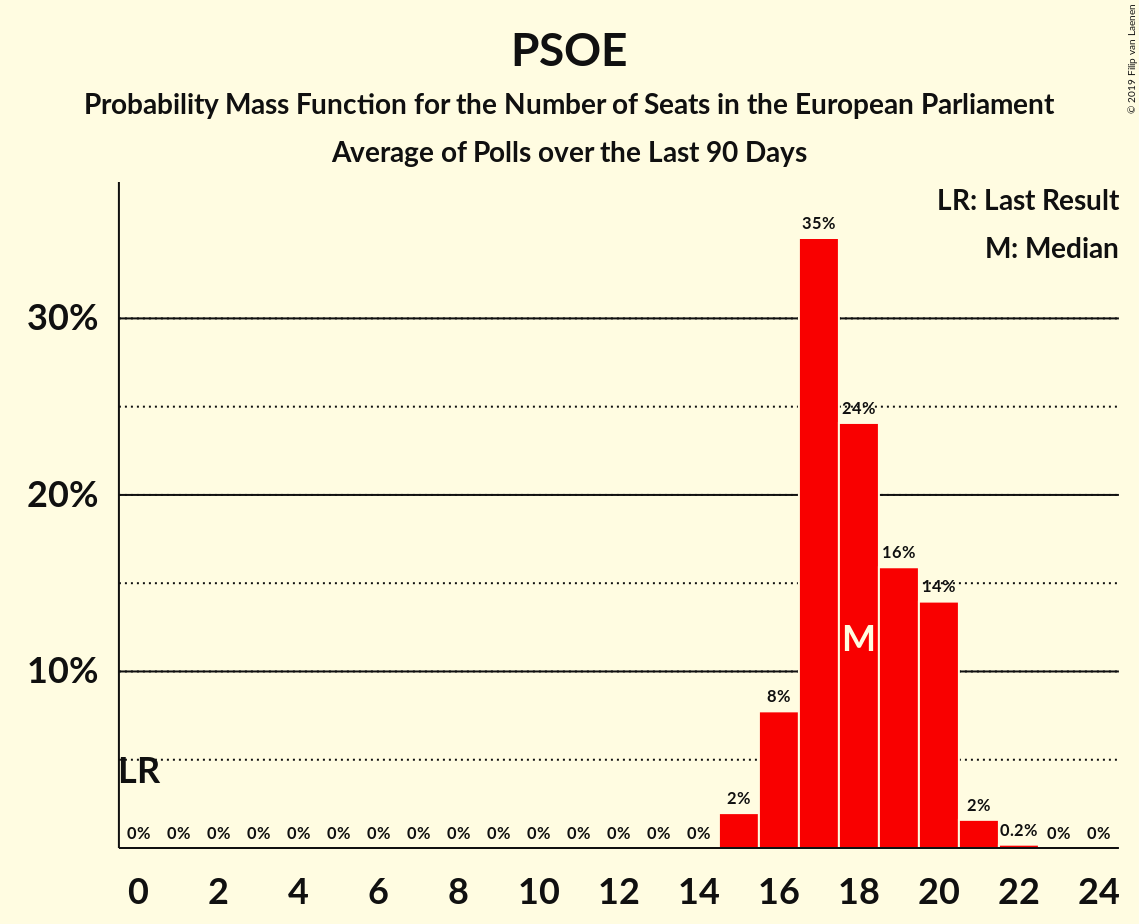 © 2019 Filip van Laenen
PSOE
Probability Mass Function for the Number of Seats in the European Parliament
Average of Polls over the Last 90 Days
LR: Last Result
M: Median
35%
30%
24%
20%
16%
14%
M
10%
8%
LR
2%
2%
0% 0% 0% 0% 0% 0% 0% 0% 0% 0% 0% 0% 0% 0% 0% 0.2% 0% 0%
0 2 4 6 8 10 12 14 16 18 20 22 24